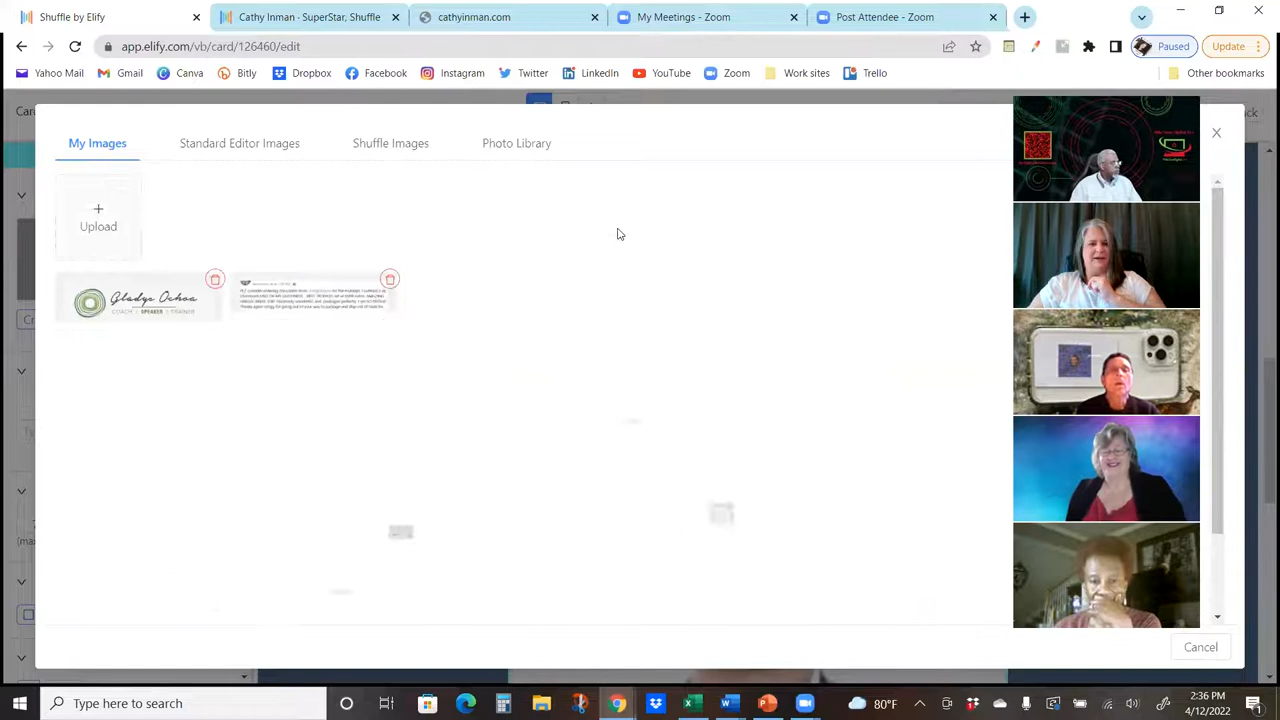 Shuffle by Elify
Cathy Inman - SuperStar, Shuffle
cathyinman.com
My Meetings - Zoom
Post Attendee - Zoom
app.elify.com/vb/card/126460/edit
Paused
Update
Yahoo Mail
Gmail
Canva
Bitly
Dropbox
Facebook
Instagram
Twitter
LinkedIn
YouTube
Zoom
Work sites
Trello
Other bookmarks
My Images
Standard Editor Images
Shuffle Images
Photo Library
+
Upload
Gladys Ochoa
COACH SPEAKER TRAINER
Cancel
Type here to search
80°F
2:36 PM
4/12/2022